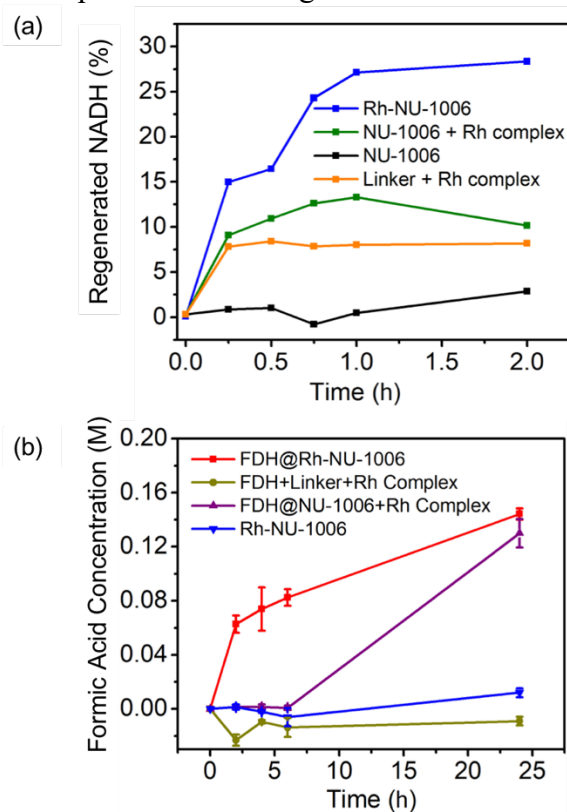 (a)
Regenerated NADH (%)
30
25
20
15
10
5
0
Rh-NU-1006
NU-1006 + Rh complex
NU-1006
Linker + Rh complex
0.0 0.5 1.0 1.5 2.0
Time (h)
(b)
Formic Acid Concentration (M)
0.20
0.16
0.12
0.08
0.04
0.00
FDH@Rh-NU-1006
FDH+Linker+Rh Complex
FDH@NU-1006+Rh Complex
Rh-NU-1006
0 5 10 15 20 25
Time (h)